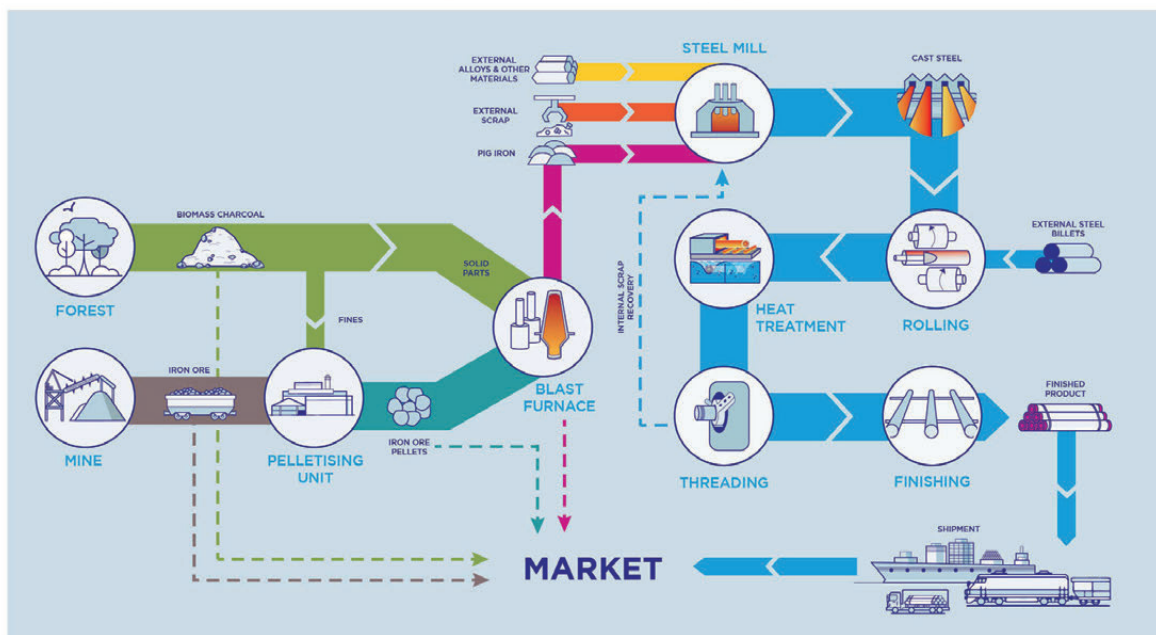 STEEL MILL
EXTERNAL
ALLOYS & OTHER
MATERIALS
CAST STEEL
EXTERNAL
SCRAP
PIG IRON
BIOMASS CHARCOAL
SOLID
PARTS
EXTERNAL STEEL
BILLETS
INTERNAL SCRAP
RECOVERY
FOREST
HEAT
TREATMENT
ROLLING
FINES
IRON ORE
BLAST
FURNACE
FINISHED
PRODUCT
MINE
PELLETISING
UNIT
IRON ORE
PELLETS
THREADING
FINISHING
SHIPMENT
MARKET